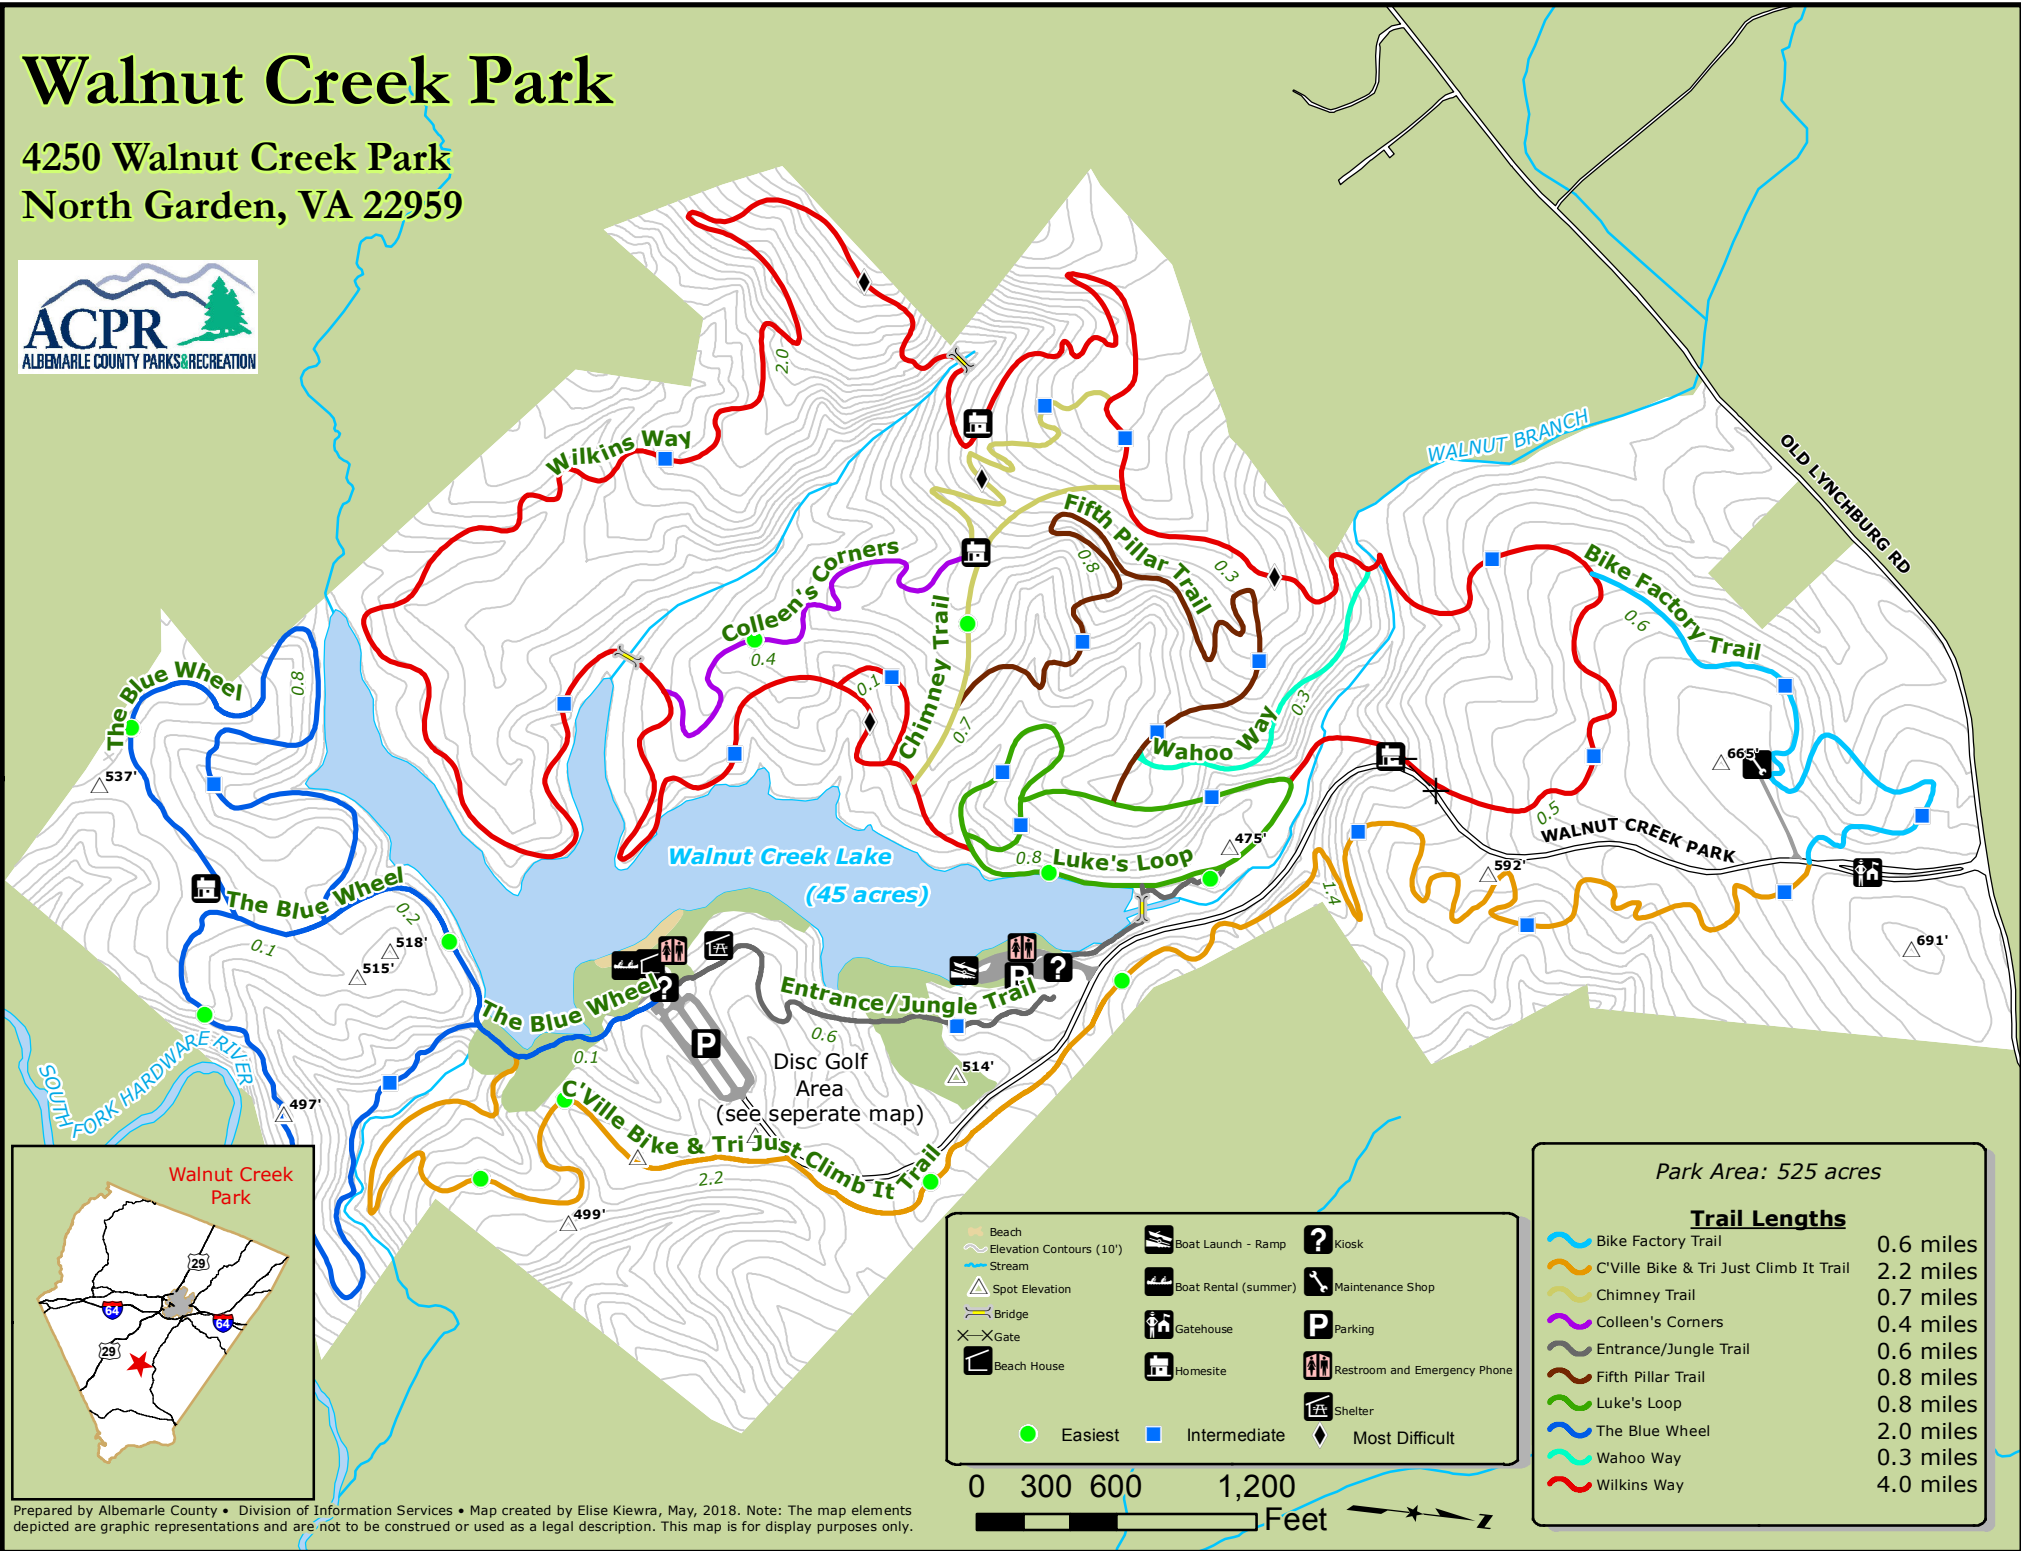 Walnut Creek Park
4250 Walnut Creek Park
North Garden, VA 22959
ACPR
ALBEMARLE COUNTY PARKS&RECREATION
OLD LYNCHBURG RD
WALNUT BRANCH
2.0
Wilkins Way
Fifth Pillar Trail
0.8
0.3
Bike Factory Trail
0.6
Colleen's Corners
0.4
Chimney Trail
0.7
0.1
Wahoo Way
0.3
The Blue Wheel
0.8
537'
665'
0.5
WALNUT CREEK PARK
475'
Walnut Creek Lake
(45 acres)
0.8
Luke's Loop
592'
1.4
691'
The Blue Wheel
0.2
0.1
518'
515'
The Blue Wheel
0.1
P
?
P
?
Entrance/Jungle Trail
0.6
514'
Disc Golf
Area
(see seperate map)
SOUTH FORK HARDWARE RIVER
497'
C'Ville Bike & Tri Just Climb It Trail
2.2
499'
Walnut Creek
Park
29
64
64
29
Beach
Elevation Contours (10')
Stream
Spot Elevation
Bridge
Gate
Beach House
Boat Launch - Ramp
Boat Rental (summer)
Gatehouse
Homesite
? Kiosk
Maintenance Shop
P Parking
Restroom and Emergency Phone
Shelter
Easiest
Intermediate
Most Difficult
Park Area: 525 acres
Trail Lengths
Bike Factory Trail 0.6 miles
C'Ville Bike & Tri Just Climb It Trail 2.2 miles
Chimney Trail 0.7 miles
Colleen's Corners 0.4 miles
Entrance/Jungle Trail 0.6 miles
Fifth Pillar Trail 0.8 miles
Luke's Loop 0.8 miles
The Blue Wheel 2.0 miles
Wahoo Way 0.3 miles
Wilkins Way 4.0 miles
0 300 600 1,200
Feet
Z
Prepared by Albemarle County • Division of Information Services • Map created by Elise Kiewra, May, 2018. Note: The map elements
depicted are graphic representations and are not to be construed or used as a legal description. This map is for display purposes only.